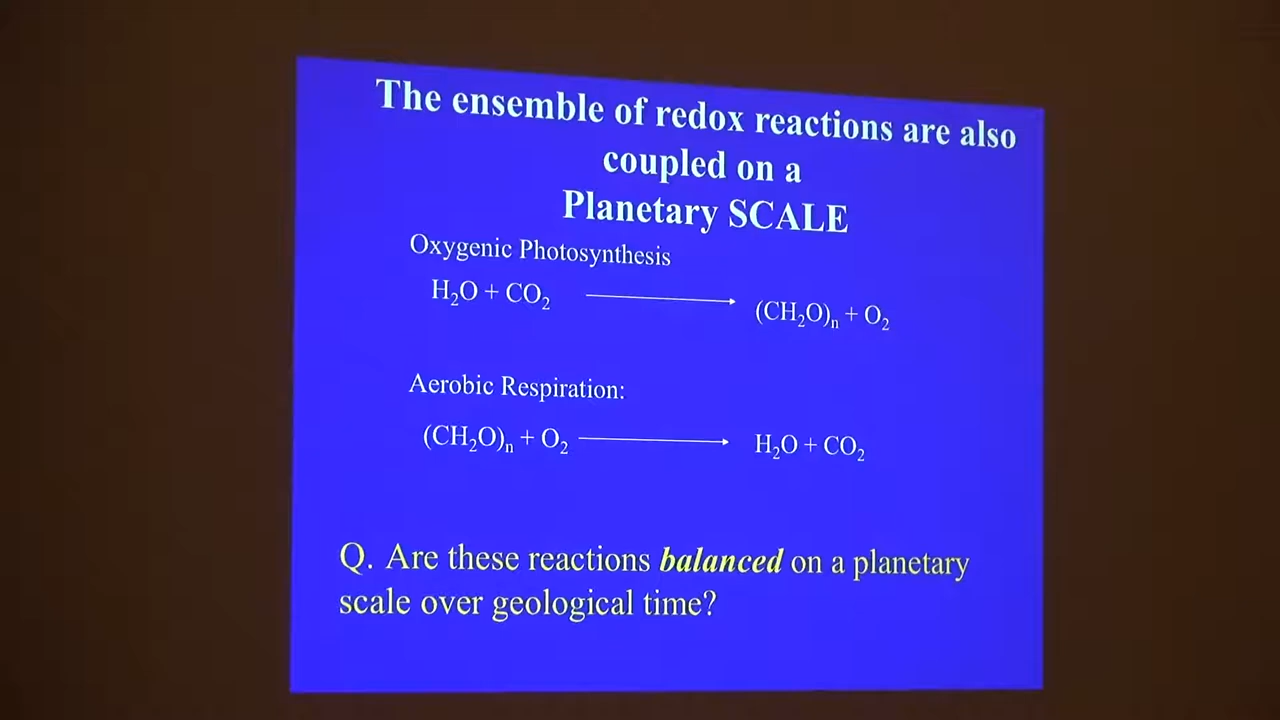 The ensemble of redox reactions are also
coupled on a
Planetary SCALE
Oxygenic Photosynthesis
H₂O + CO₂ → (CH₂O)ₙ + O₂
Aerobic Respiration:
(CH₂O)ₙ + O₂ → H₂O + CO₂
Q. Are these reactions balanced on a planetary
scale over geological time?